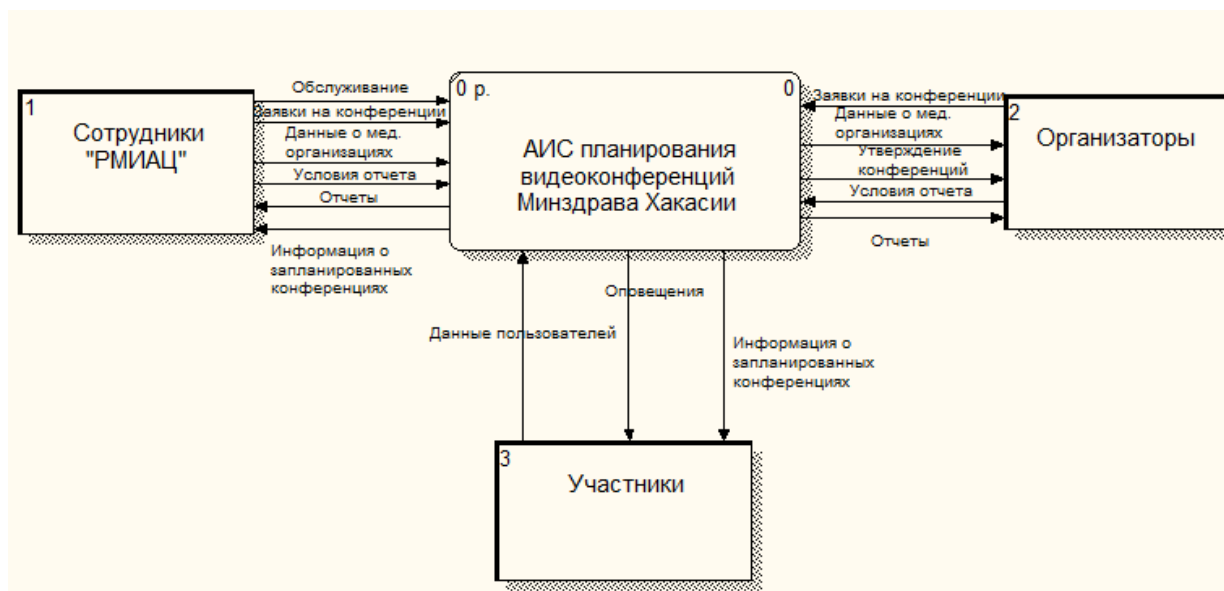 1
Сотрудники
"РМИАЦ"
Обслуживание
Заявки на конференции
Данные о мед.
организациях
Условия отчета
Отчеты
Информация о
запланированных
конференциях
0 р.
0
АИС планирования
видеоконференций
Минздрава Хакасии
Заявки на конференции
Данные о мед.
организациях
Утверждение
конференций
Условия отчета
Отчеты
2
Организаторы
Оповещения
Данные пользователей
Информация о
запланированных
конференциях
3
Участники